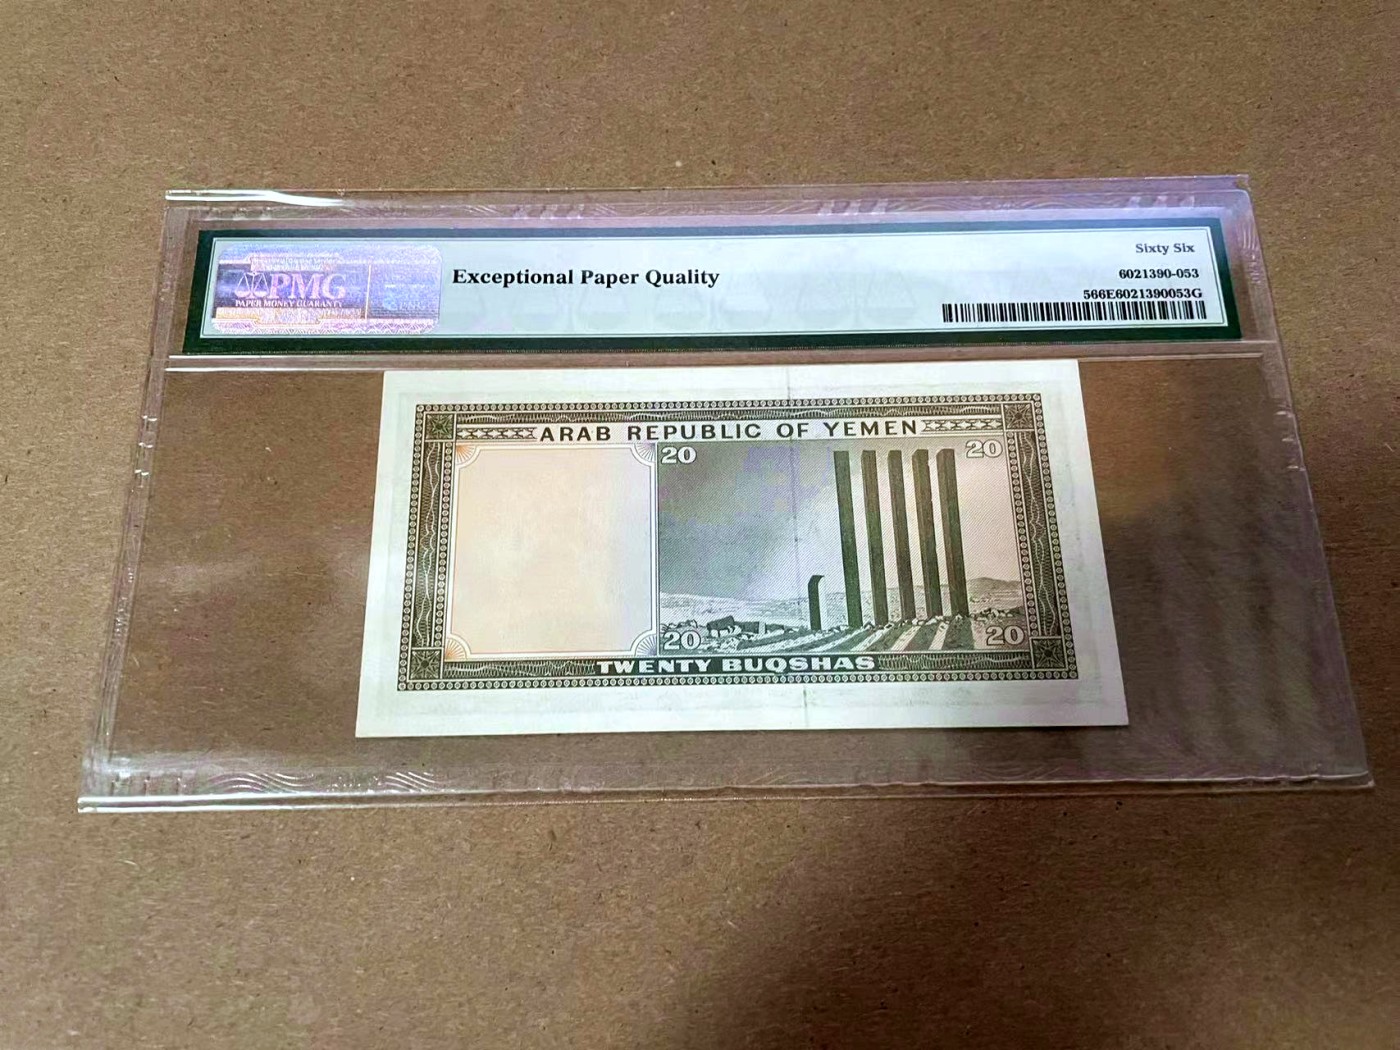 PMG
PAPER MONEY GUARANTY
Exceptional Paper Quality
Sixty Six
6021390-053
566E6021390053G
ARAB REPUBLIC OF YEMEN
20
20
20
20
TWENTY BUQSHAS